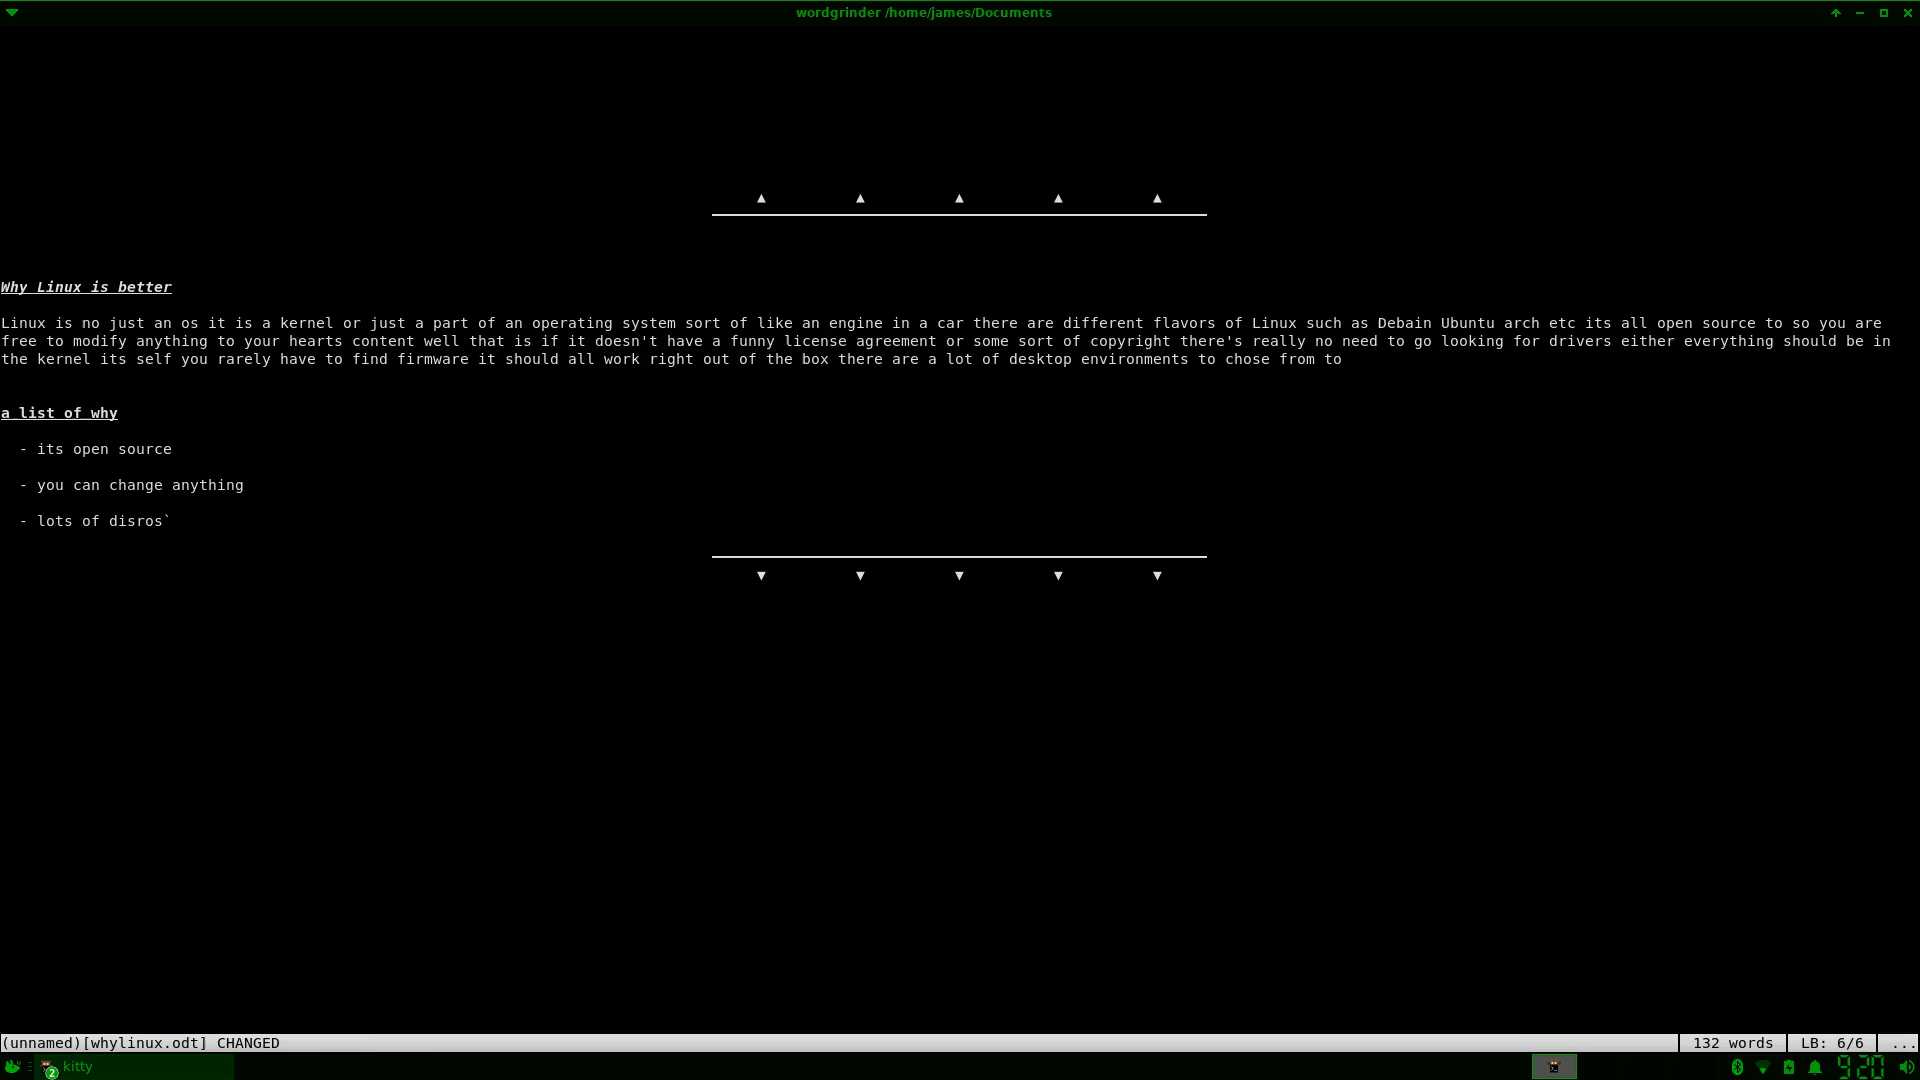 wordgrinder /home/james/Documents
Why Linux is better
Linux is no just an os it is a kernel or just a part of an operating system sort of like an engine in a car there are different flavors of Linux such as Debain Ubuntu arch etc its all open source to so you are
free to modify anything to your hearts content well that is if it doesn't have a funny license agreement or some sort of copyright there's really no need to go looking for drivers either everything should be in
the kernel its self you rarely have to find firmware it should all work right out of the box there are a lot of desktop environments to chose from to
a list of why
- its open source
- you can change anything
- lots of disros`
(unnamed)[whylinux.odt] CHANGED
132 words
LB: 6/6
...
2
kitty
9 20